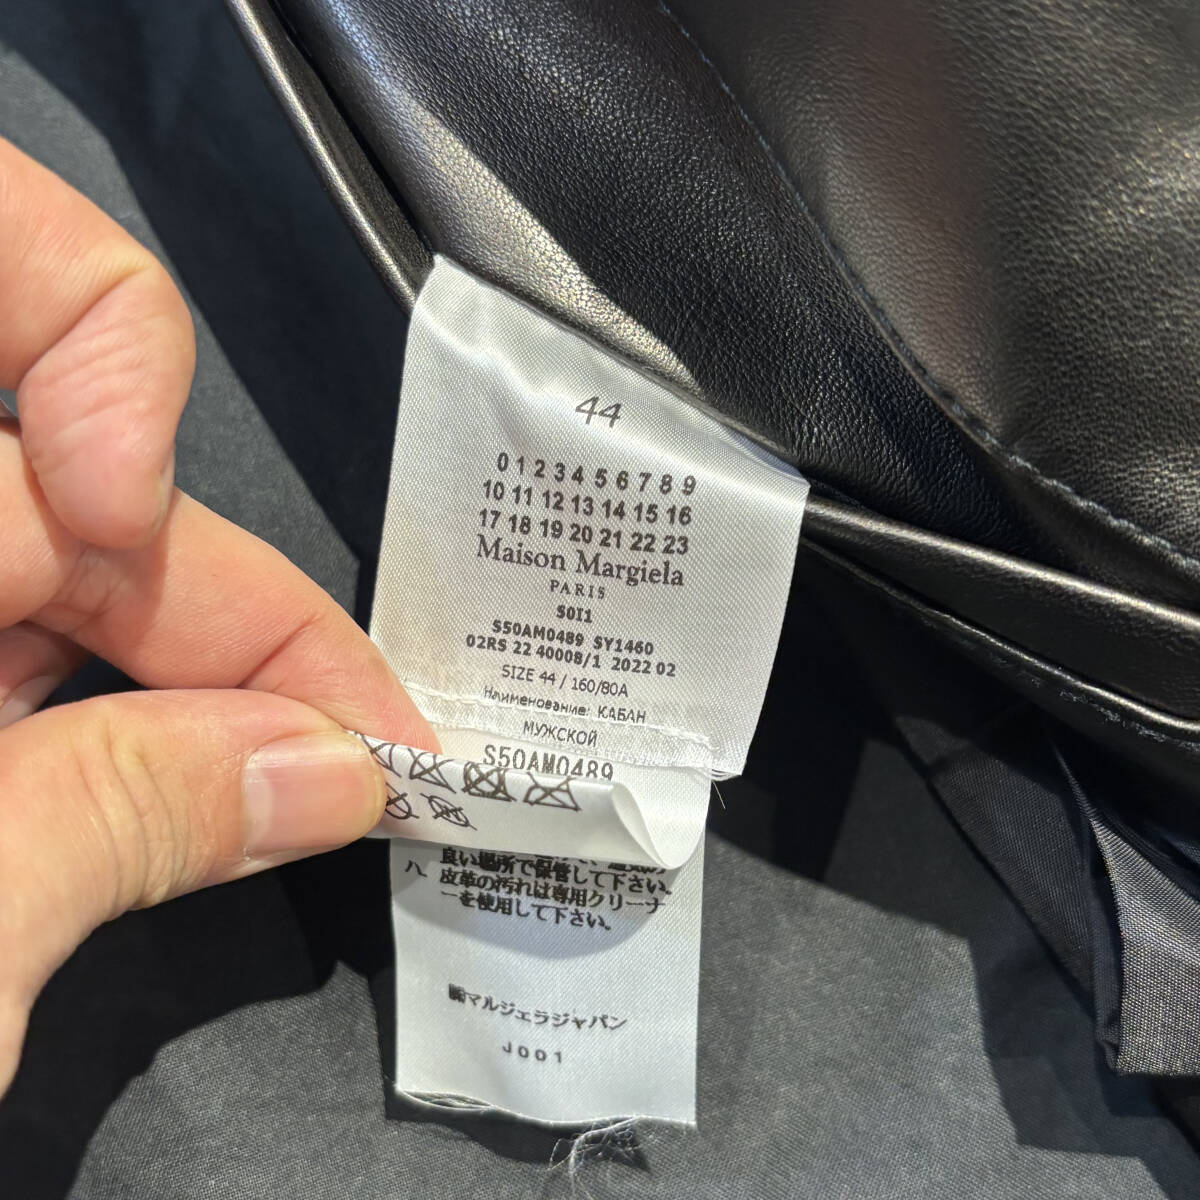 44
0 1 2 3 4 5 6 7 8 9
10 11 12 13 14 15 16
17 18 19 20 21 22 23
Maison Margiela
PARIS
S0I1
S50AM0489 SY1460
02RS 22 40008/1 2022 02
SIZE 44 / 160/80A
Наименование: КАБАН
МУЖСКОЙ
S50AM0489
良い場所で保管して下さい。
ハ. 皮革の汚れは専用クリーナ
ーを使用して下さい。
㈱マルジェラジャパン
J001